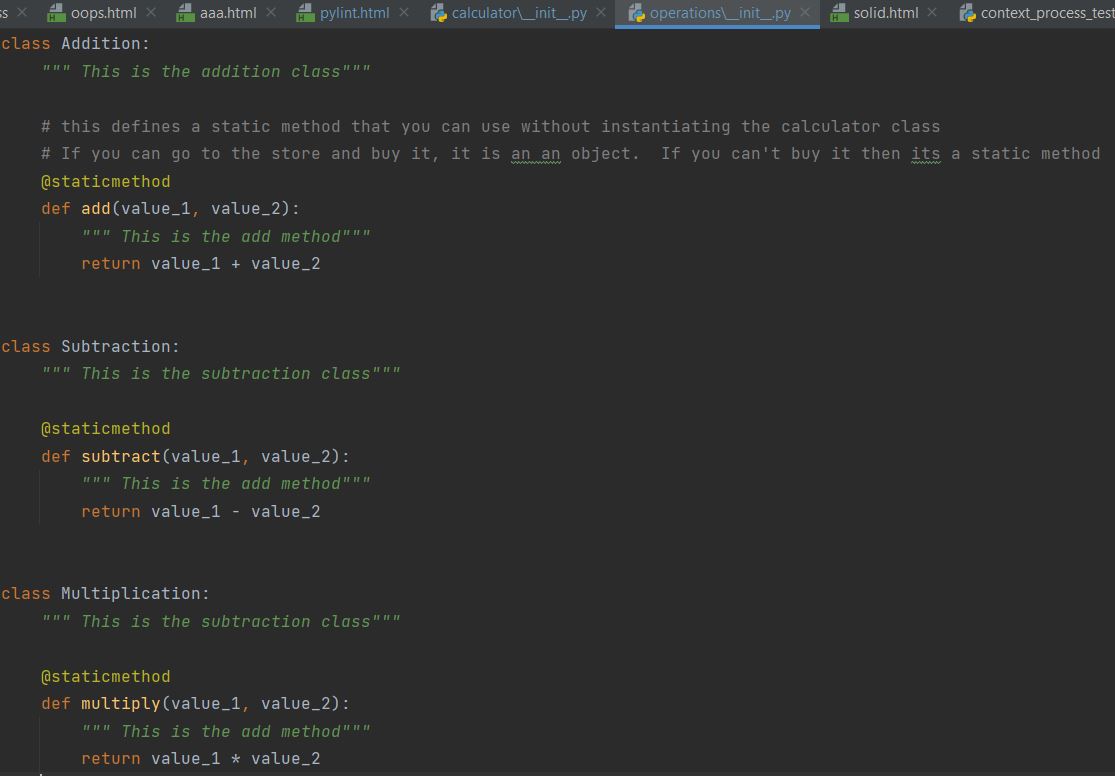 ss oops.html aaa.html pylint.html calculator\__init__.py operations\__init__.py solid.html context_process_test
class Addition:
    """ This is the addition class"""
    # this defines a static method that you can use without instantiating the calculator class
    # If you can go to the store and buy it, it is an an object.  If you can't buy it then its a static method
    @staticmethod
    def add(value_1, value_2):
        """ This is the add method"""
        return value_1 + value_2
class Subtraction:
    """ This is the subtraction class"""
    @staticmethod
    def subtract(value_1, value_2):
        """ This is the add method"""
        return value_1 - value_2
class Multiplication:
    """ This is the subtraction class"""
    @staticmethod
    def multiply(value_1, value_2):
        """ This is the add method"""
        return value_1 * value_2